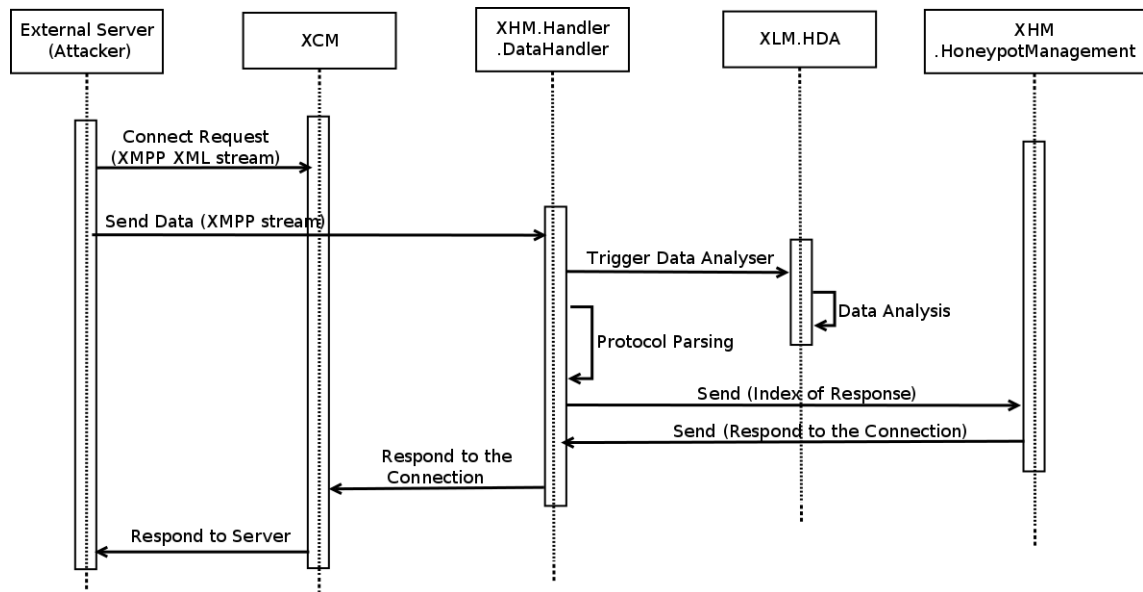 External Server
(Attacker)
XCM
XHM.Handler
.DataHandler
XLM.HDA
XHM
.HoneypotManagement
Connect Request
(XMPP XML stream)
Send Data (XMPP stream)
Trigger Data Analyser
Data Analysis
Protocol Parsing
Send (Index of Response)
Send (Respond to the Connection)
Respond to the
Connection
Respond to Server